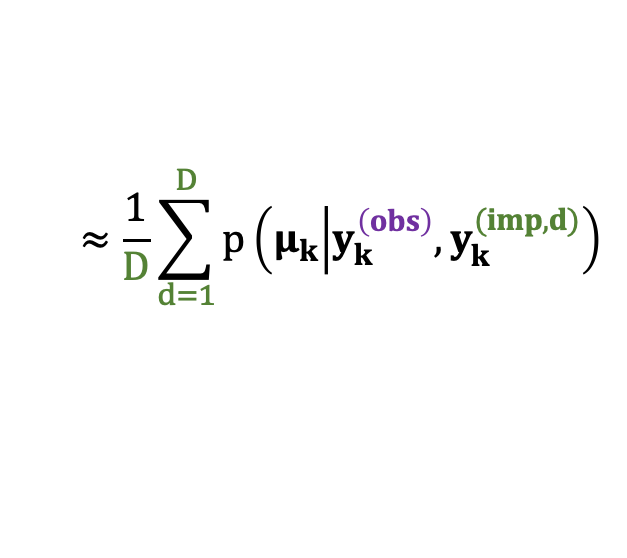 ≈ 1/D ∑_{d=1}^{D} p(μ_k|y_k^{(obs)}, y_k^{(imp,d)})